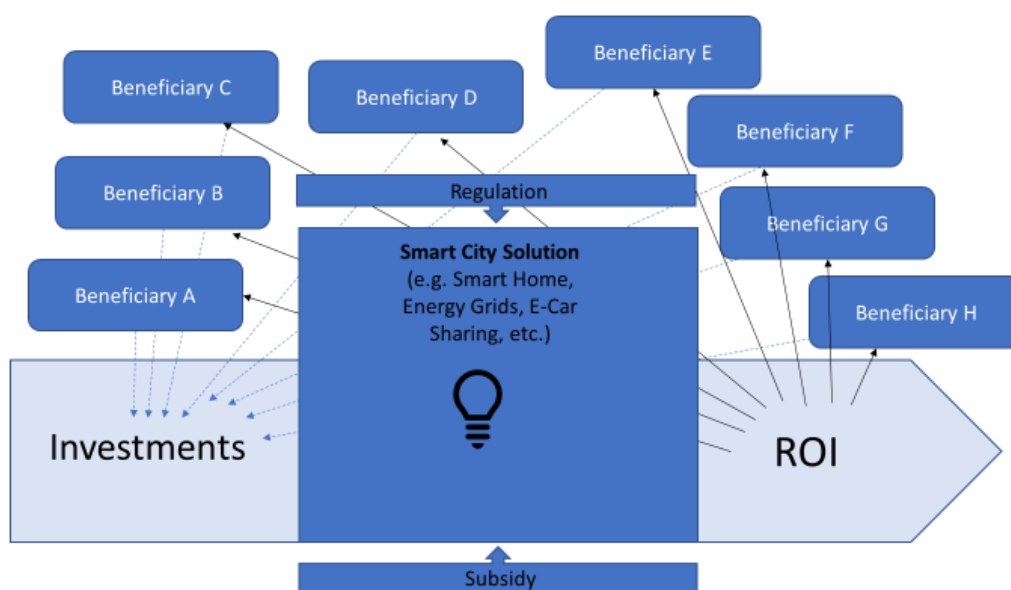 Beneficiary E
Beneficiary C
Beneficiary D
Beneficiary F
Beneficiary B
Regulation
Beneficiary G
Smart City Solution
(e.g. Smart Home,
Energy Grids, E-Car
Sharing, etc.)
Beneficiary A
Beneficiary H
Investments
ROI
Subsidy